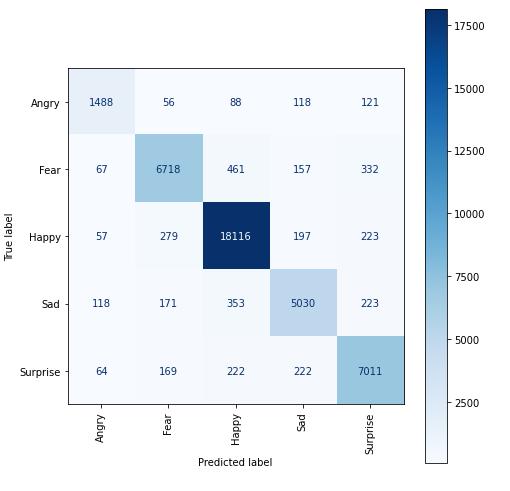 Angry 1488 56 88 118 121
Fear 67 6718 461 157 332
Happy 57 279 18116 197 223
Sad 118 171 353 5030 223
Surprise 64 169 222 222 7011
True label
Angry Fear Happy Sad Surprise
Predicted label
17500
15000
12500
10000
7500
5000
2500